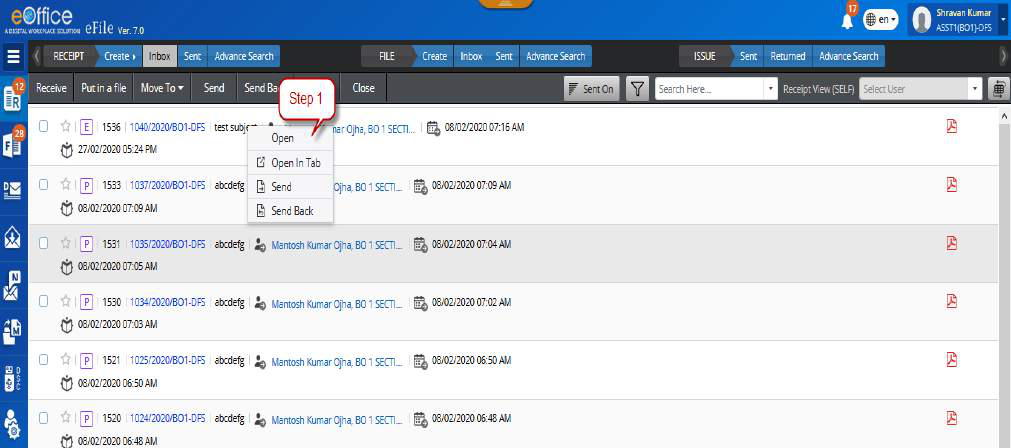 eOffice
A DIGITAL WORKPLACE SOLUTION
eFile Ver. 7.0
17
en
Shravan Kumar
ASST1(BO1)-DFS
RECEIPT Create Inbox Sent Advance Search
FILE Create Inbox Sent Advance Search
ISSUE Sent Returned Advance Search
12
R
Receive Put in a file Move To Send Send Ba Close
Sent On Search Here... Receipt View (SELF) Select User
Step 1
E 1536 1040/2020/BO1-DFS test subject mar Ojha, BO 1 SECTI... 08/02/2020 07:16 AM
27/02/2020 05:24 PM
Open
Open In Tab
Send
Send Back
28
F
P 1533 1037/2020/BO1-DFS abcdefg mar Ojha, BO 1 SECTI... 08/02/2020 07:09 AM
08/02/2020 07:09 AM
D
P 1531 1035/2020/BO1-DFS abcdefg Mantosh Kumar Ojha, BO 1 SECTI... 08/02/2020 07:04 AM
08/02/2020 07:05 AM
N
P 1530 1034/2020/BO1-DFS abcdefg Mantosh Kumar Ojha, BO 1 SECTI... 08/02/2020 07:02 AM
08/02/2020 07:03 AM
M
P 1521 1025/2020/BO1-DFS abcdefg Mantosh Kumar Ojha, BO 1 SECTI... 08/02/2020 06:50 AM
08/02/2020 06:50 AM
DSC
P 1520 1024/2020/BO1-DFS abcdefg Mantosh Kumar Ojha, BO 1 SECTI... 08/02/2020 06:48 AM
08/02/2020 06:48 AM